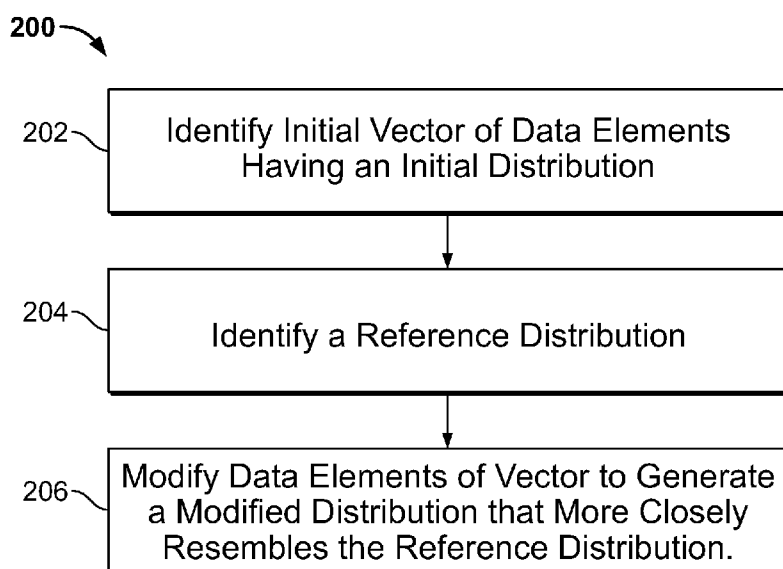 200
202
Identify Initial Vector of Data Elements
Having an Initial Distribution
204
Identify a Reference Distribution
206
Modify Data Elements of Vector to Generate
a Modified Distribution that More Closely
Resembles the Reference Distribution.